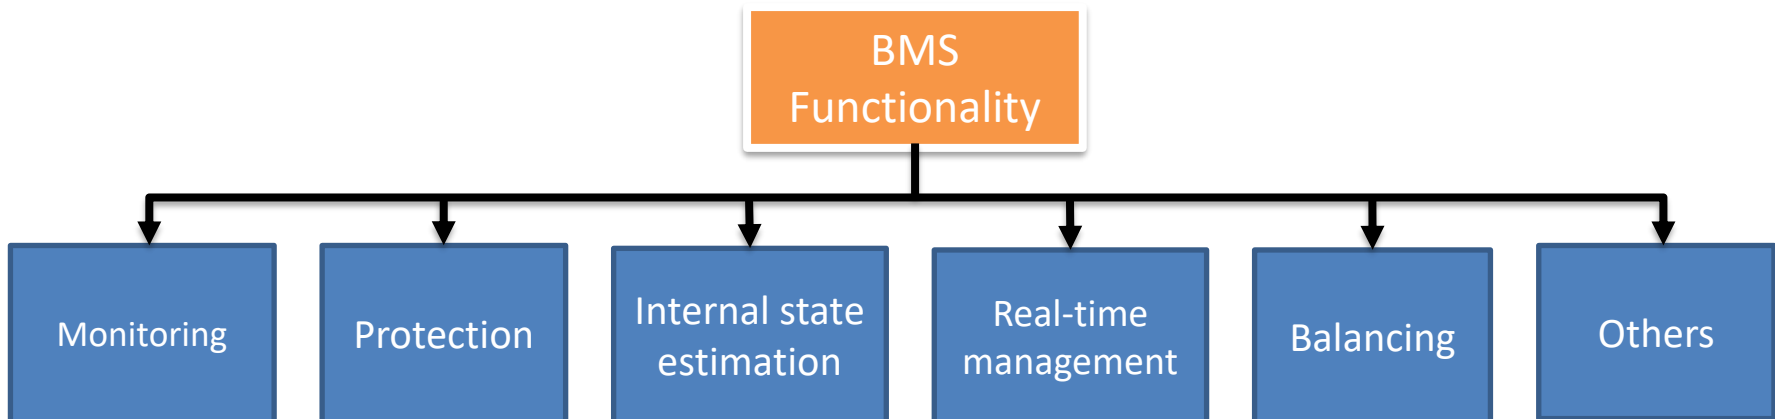 BMS
Functionality
Monitoring
Protection
Internal state
estimation
Real-time
management
Balancing
Others